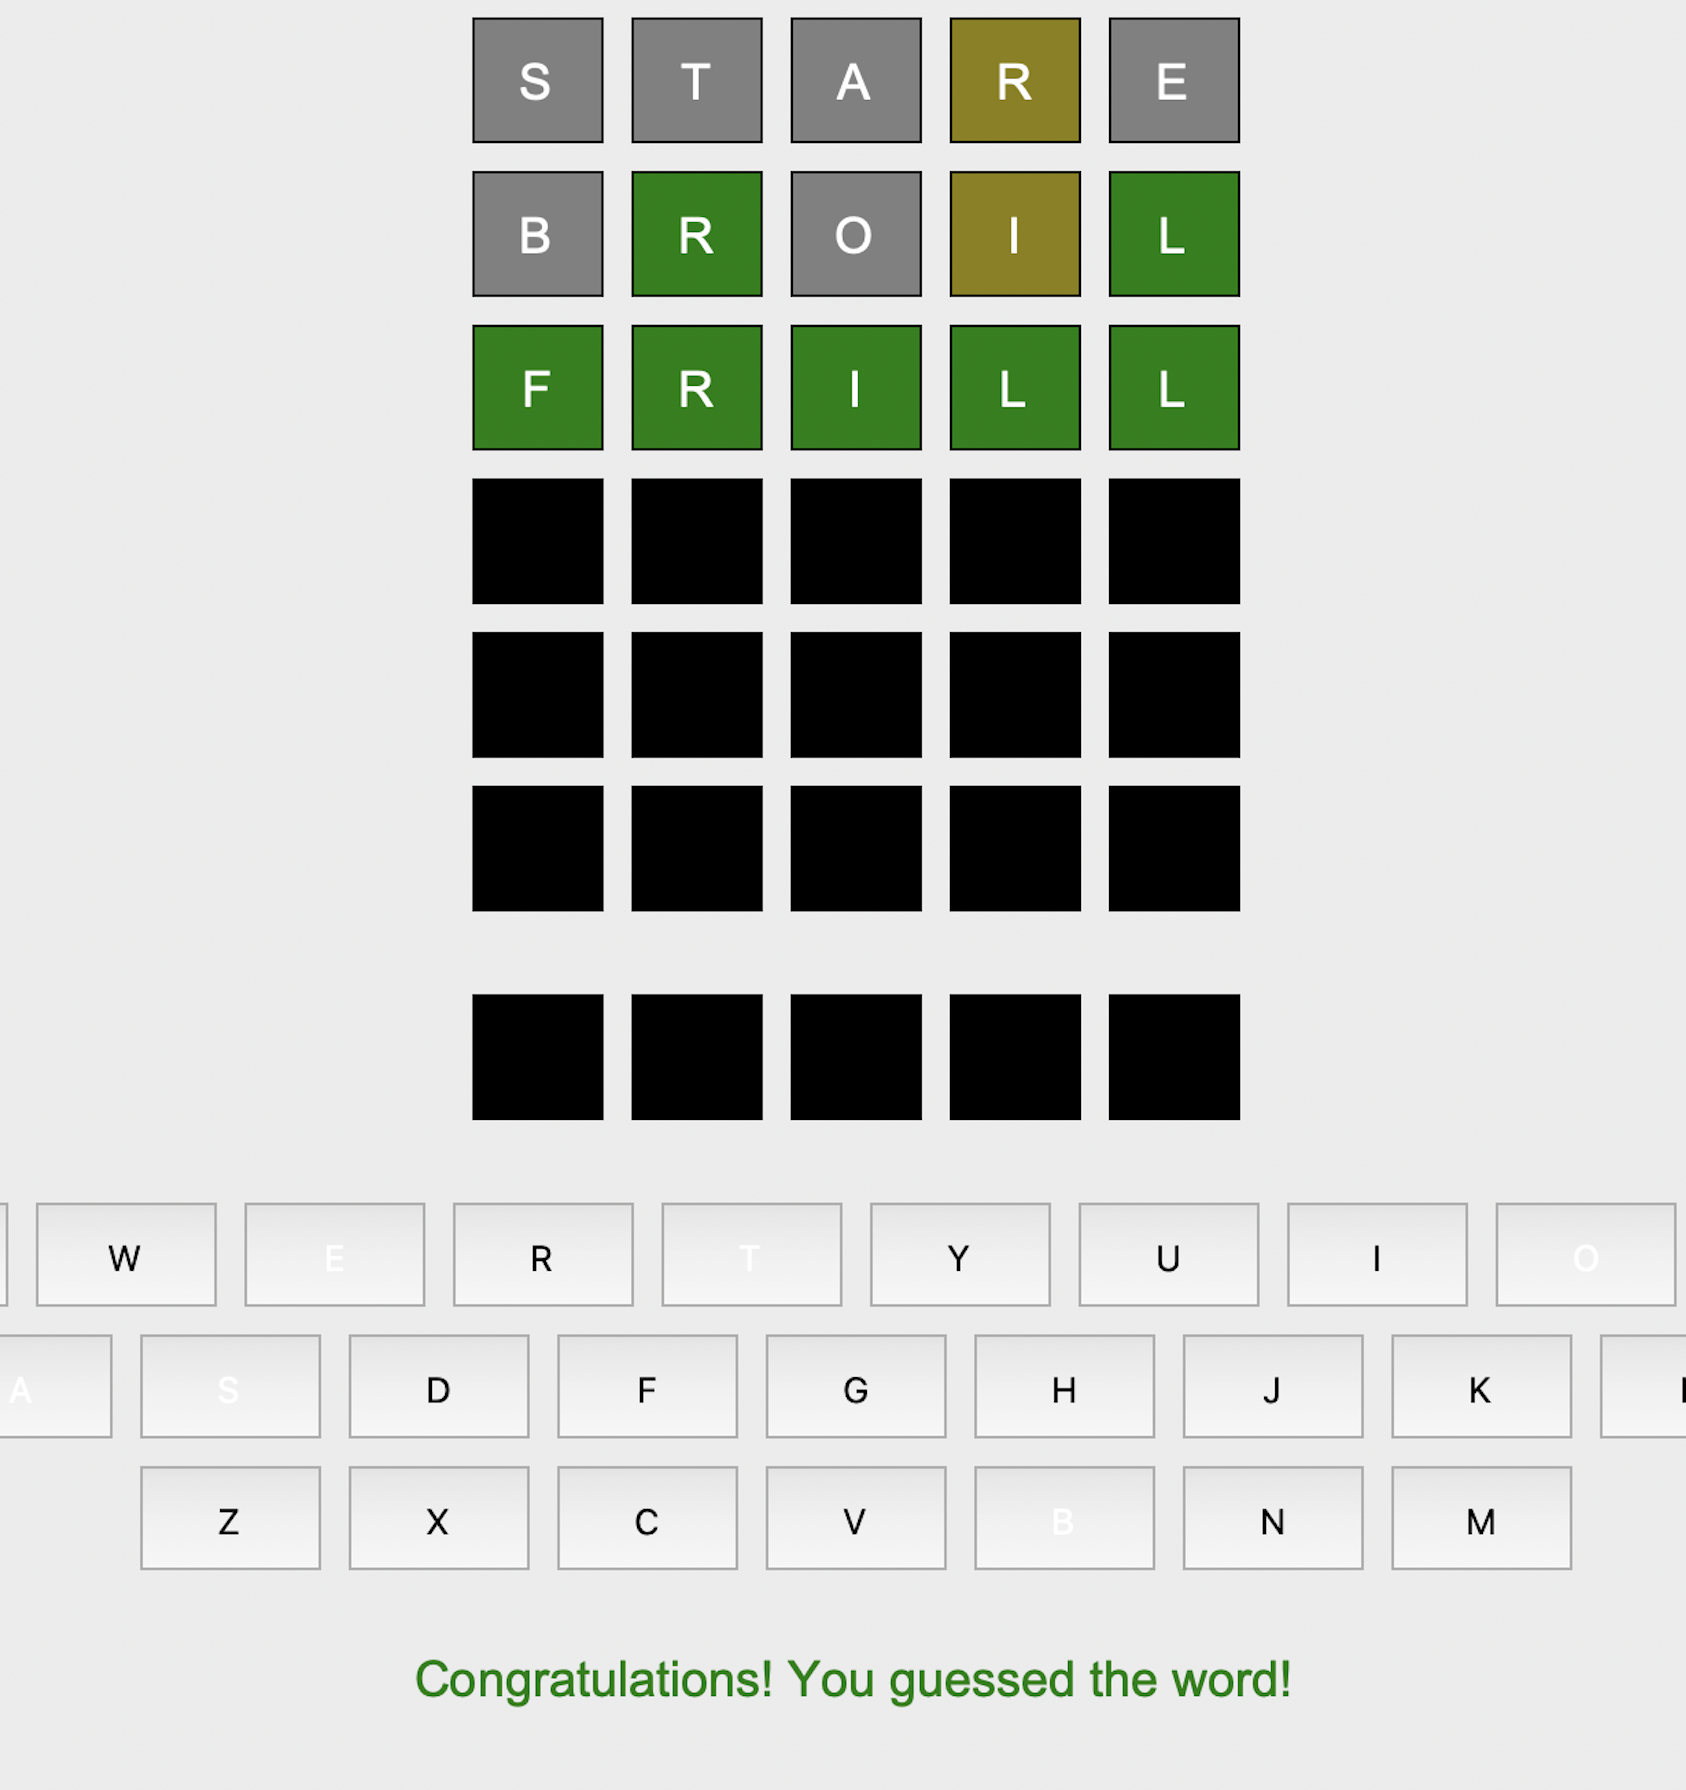 S T A R E
B R O I L
F R I L L
W E R T Y U I O
A S D F G H J K
Z X C V B N M
Congratulations! You guessed the word!